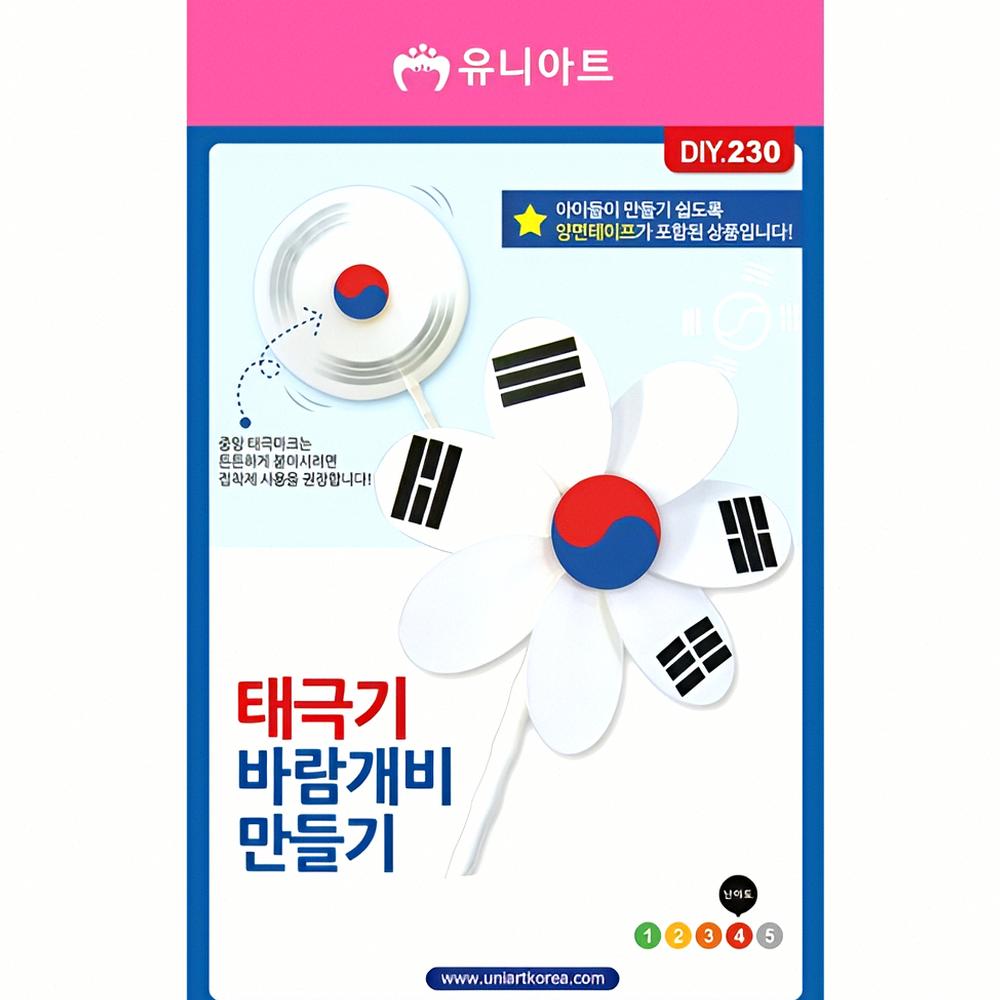 유니아트
DIY.230
아이들이 만들기 쉽도록
양면테이프가 포함된 상품입니다!
중앙 태극마크는
튼튼하게 붙이시려면
접착제 사용을 권장합니다!
태극기
바람개비
만들기
난이도
1 2 3 4 5
www.uniartkorea.com